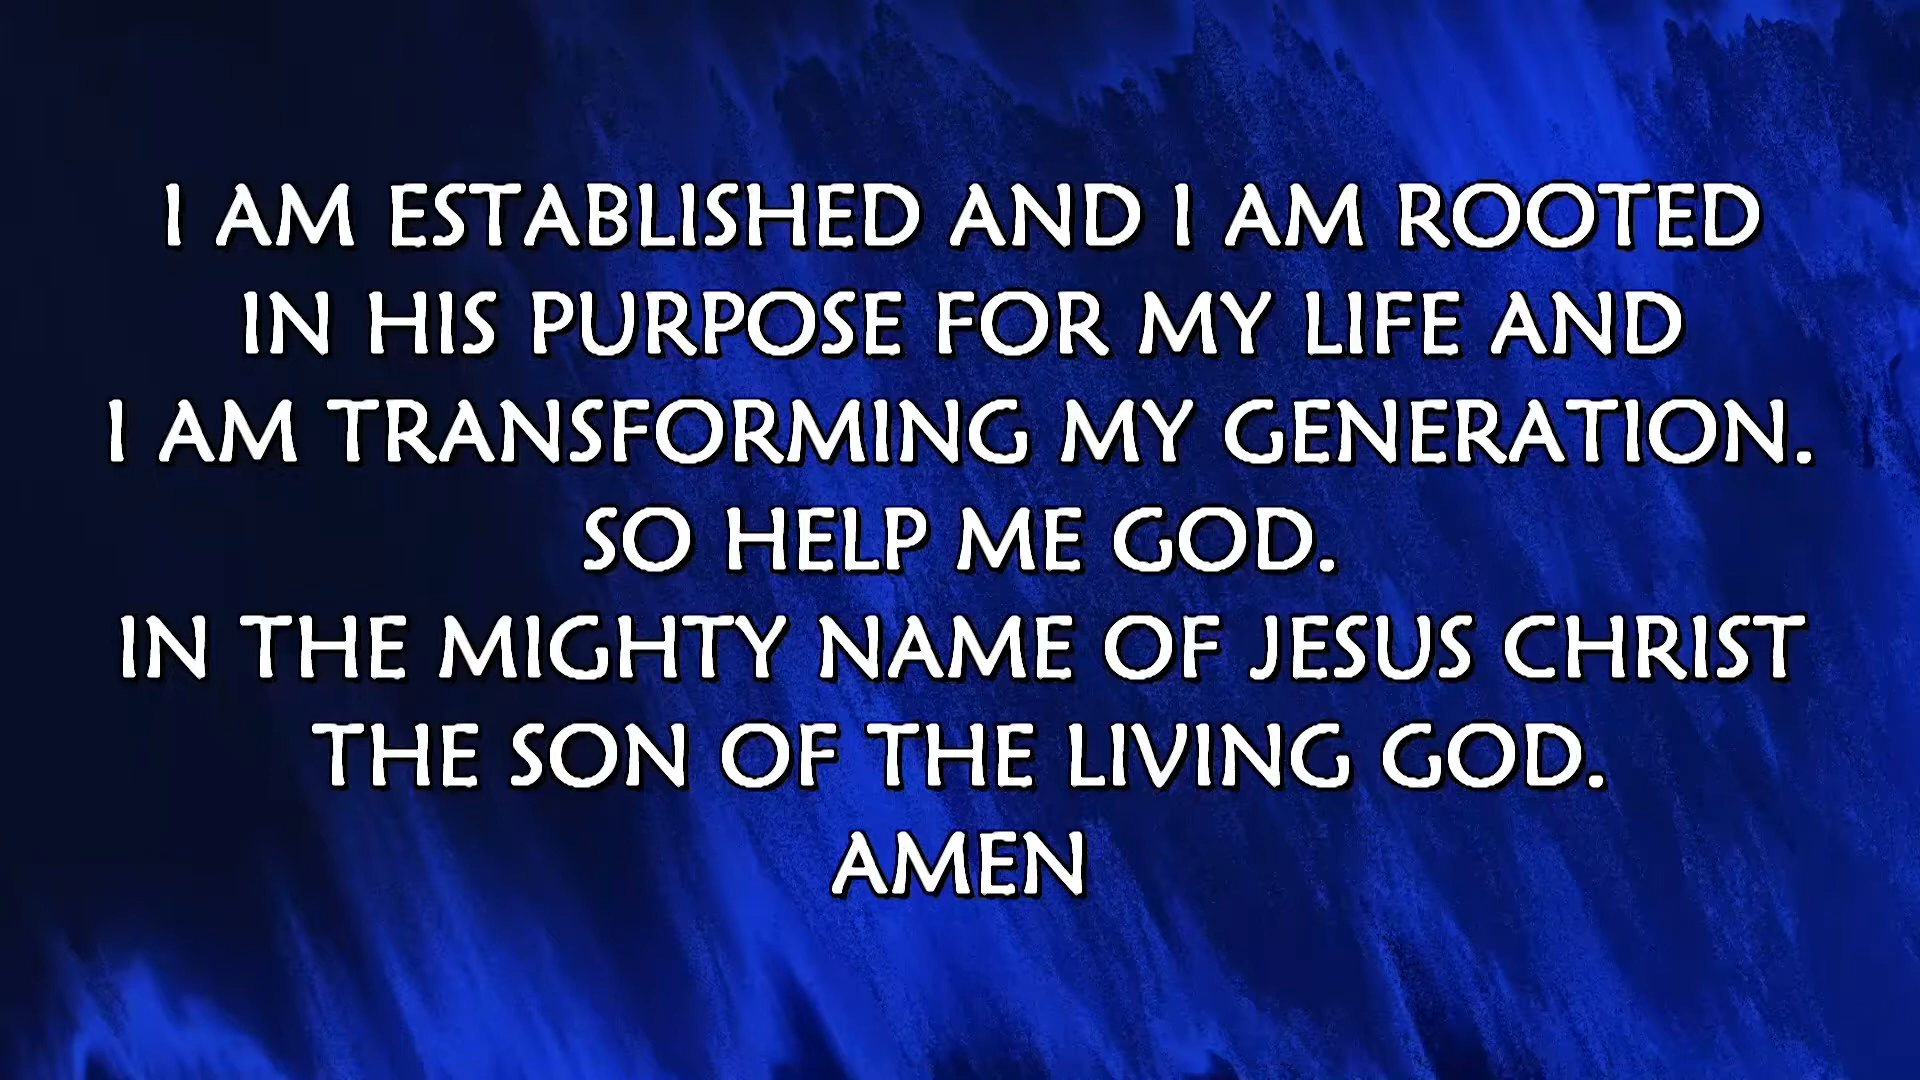 I AM ESTABLISHED AND I AM ROOTED
IN HIS PURPOSE FOR MY LIFE AND
I AM TRANSFORMING MY GENERATION.
SO HELP ME GOD.
IN THE MIGHTY NAME OF JESUS CHRIST
THE SON OF THE LIVING GOD.
AMEN